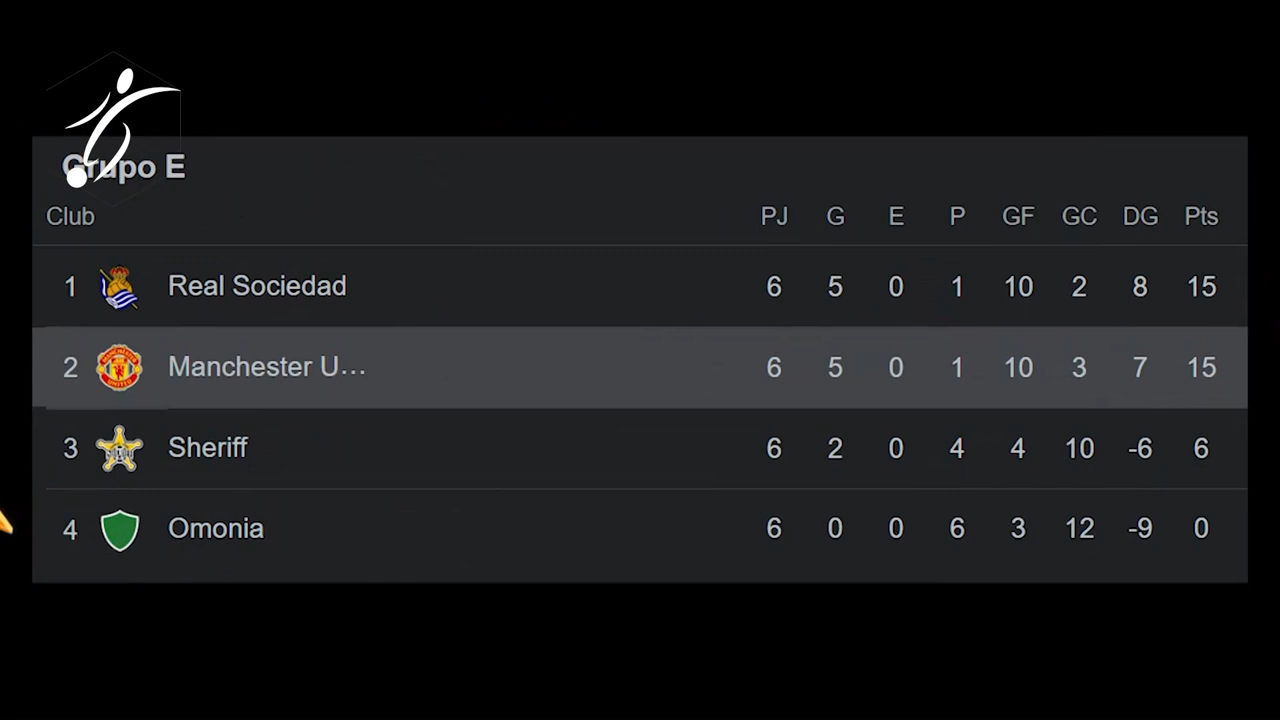 Grupo E
Club PJ G E P GF GC DG Pts
1 Real Sociedad 6 5 0 1 10 2 8 15
2 Manchester U... 6 5 0 1 10 3 7 15
3 Sheriff 6 2 0 4 4 10 -6 6
4 Omonia 6 0 0 6 3 12 -9 0